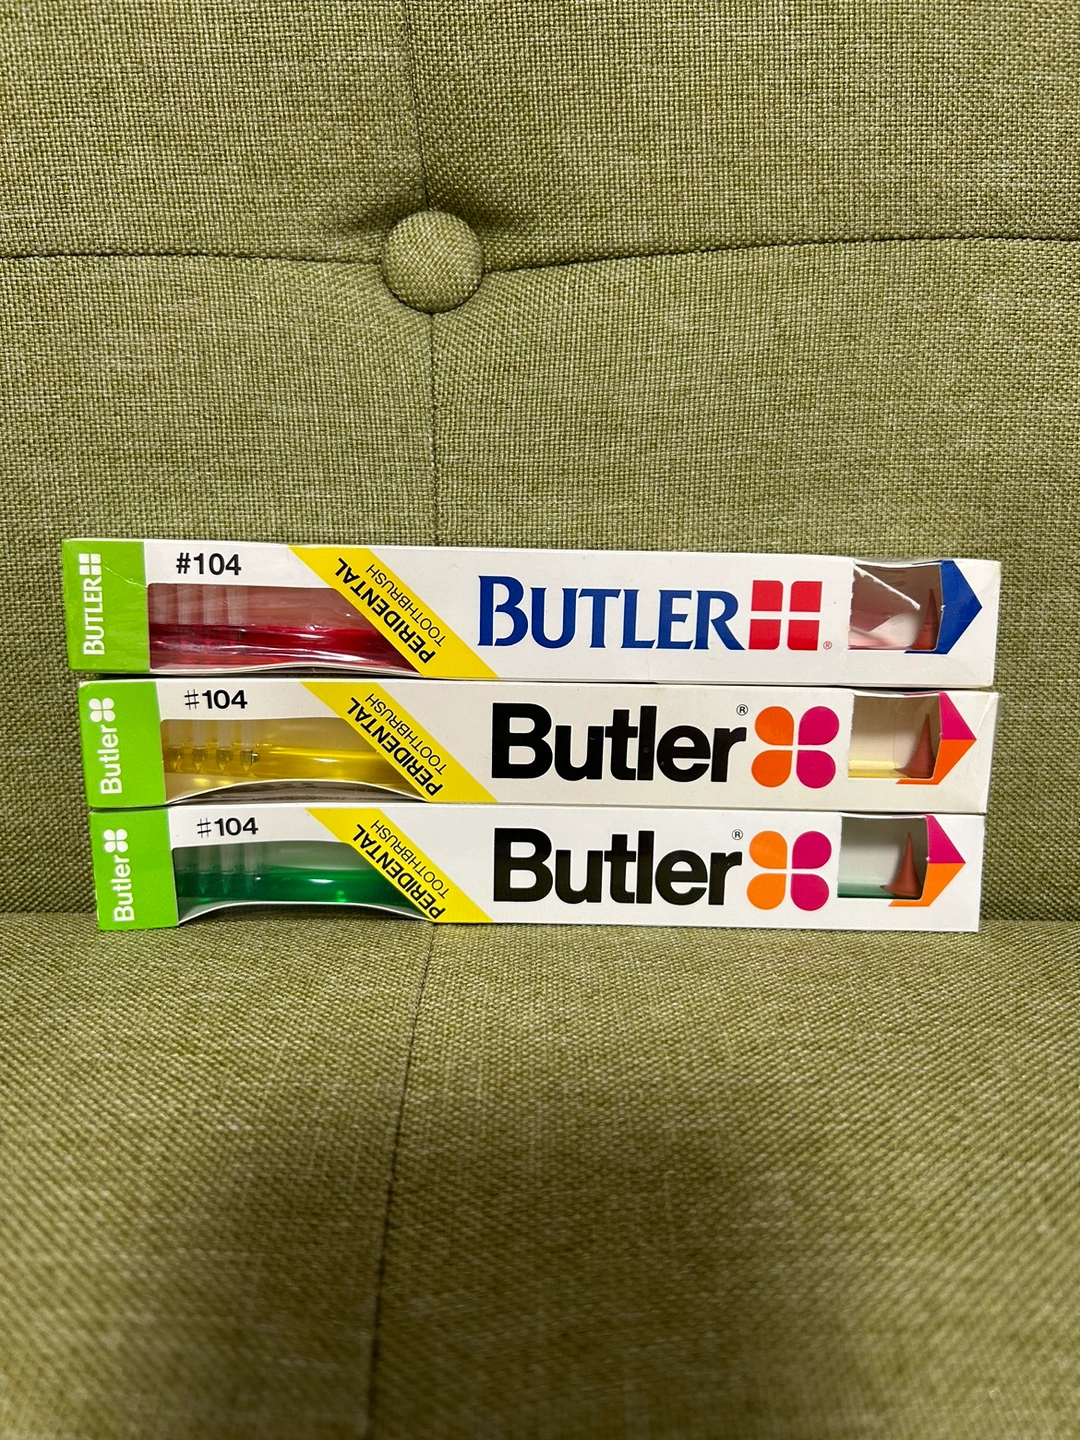 BUTLER
#104
PERIDENTAL
TOOTHBRUSH
BUTLER®
Butler
#104
PERIDENTAL
TOOTHBRUSH
Butler®
Butler
#104
PERIDENTAL
TOOTHBRUSH
Butler®